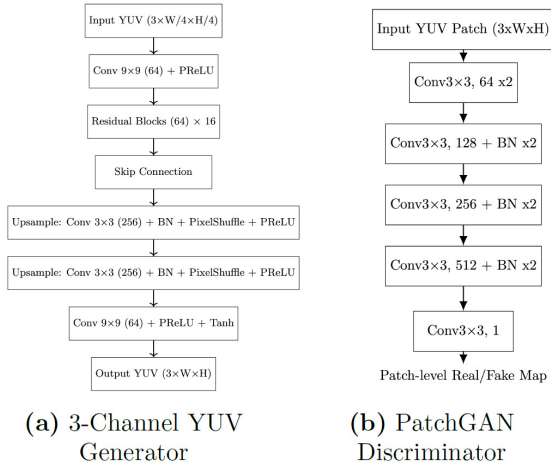 Input YUV (3×W/4×H/4)
Conv 9×9 (64) + PReLU
Residual Blocks (64) × 16
Skip Connection
Upsample: Conv 3×3 (256) + BN + PixelShuffle + PReLU
Upsample: Conv 3×3 (256) + BN + PixelShuffle + PReLU
Conv 9×9 (64) + PReLU + Tanh
Output YUV (3×W×H)
(a) 3-Channel YUV
Generator
Input YUV Patch (3xWxH)
Conv3×3, 64 x2
Conv3×3, 128 + BN x2
Conv3×3, 256 + BN x2
Conv3×3, 512 + BN x2
Conv3×3, 1
Patch-level Real/Fake Map
(b) PatchGAN
Discriminator